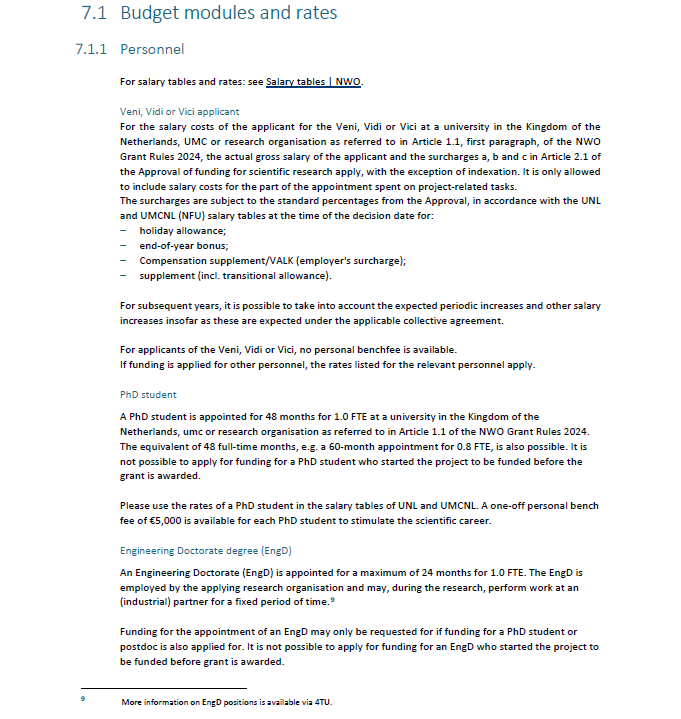 7.1 Budget modules and rates
7.1.1 Personnel
For salary tables and rates: see Salary tables | NWO.
Veni, Vidi or Vici applicant
For the salary costs of the applicant for the Veni, Vidi or Vici at a university in the Kingdom of the
Netherlands, UMC or research organisation as referred to in Article 1.1, first paragraph, of the NWO
Grant Rules 2024, the actual gross salary of the applicant and the surcharges a, b and c in Article 2.1 of
the Approval of funding for scientific research apply, with the exception of indexation. It is only allowed
to include salary costs for the part of the appointment spent on project-related tasks.
The surcharges are subject to the standard percentages from the Approval, in accordance with the UNL
and UMCNL (NFU) salary tables at the time of the decision date for:
– holiday allowance;
– end-of-year bonus;
– Compensation supplement/VALK (employer's surcharge);
– supplement (incl. transitional allowance).
For subsequent years, it is possible to take into account the expected periodic increases and other salary
increases insofar as these are expected under the applicable collective agreement.
For applicants of the Veni, Vidi or Vici, no personal benchfee is available.
If funding is applied for other personnel, the rates listed for the relevant personnel apply.
PhD student
A PhD student is appointed for 48 months for 1.0 FTE at a university in the Kingdom of the
Netherlands, umc or research organisation as referred to in Article 1.1 of the NWO Grant Rules 2024.
The equivalent of 48 full-time months, e.g. a 60-month appointment for 0.8 FTE, is also possible. It is
not possible to apply for funding for a PhD student who started the project to be funded before the
grant is awarded.
Please use the rates of a PhD student in the salary tables of UNL and UMCNL. A one-off personal bench
fee of €5,000 is available for each PhD student to stimulate the scientific career.
Engineering Doctorate degree (EngD)
An Engineering Doctorate (EngD) is appointed for a maximum of 24 months for 1.0 FTE. The EngD is
employed by the applying research organisation and may, during the research, perform work at an
(industrial) partner for a fixed period of time.⁹
Funding for the appointment of an EngD may only be requested for if funding for a PhD student or
postdoc is also applied for. It is not possible to apply for funding for an EngD who started the project to
be funded before grant is awarded.
⁹ More information on EngD positions is available via 4TU.